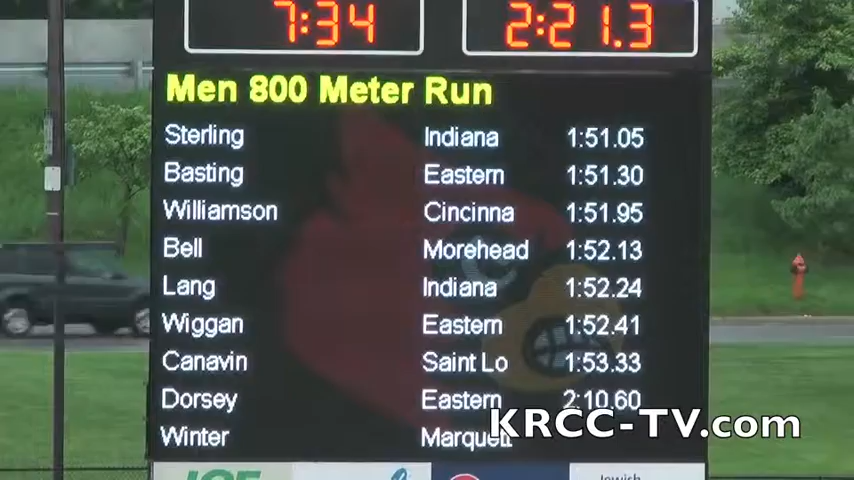 7:34 2:21.3
Men 800 Meter Run
Sterling Indiana 1:51.05
Basting Eastern 1:51.30
Williamson Cincinna 1:51.95
Bell Morehead 1:52.13
Lang Indiana 1:52.24
Wiggan Eastern 1:52.41
Canavin Saint Lo 1:53.33
Dorsey Eastern 2:10.60
Winter Marquett
KRCC-TV.com
Jewish